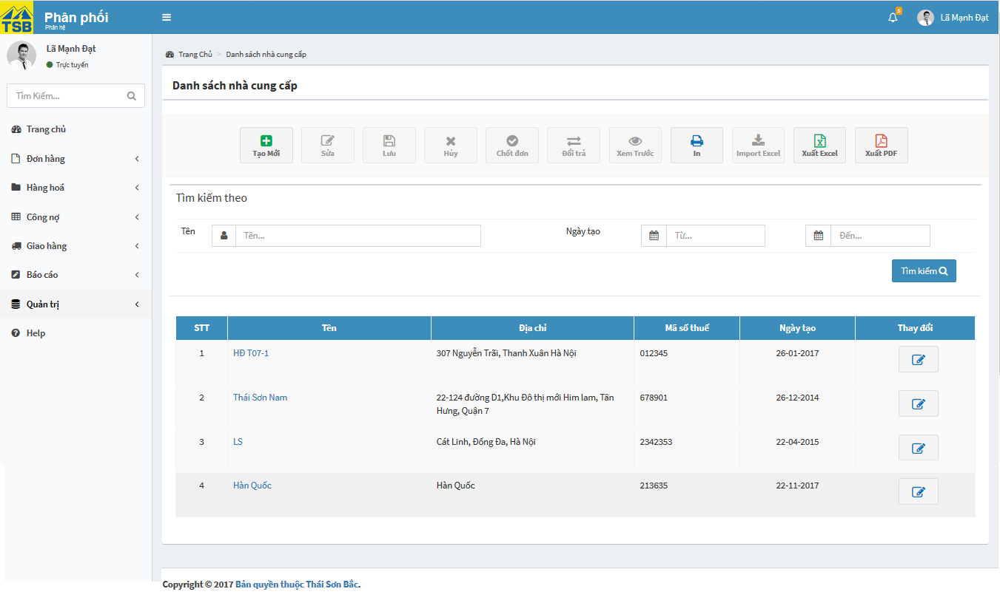 TSB
Phân phối
Phân hệ
5
Lã Mạnh Đạt
Lã Mạnh Đạt
Trực tuyến
Tìm Kiếm...
Trang chủ
Đơn hàng
Hàng hoá
Công nợ
Giao hàng
Báo cáo
Quản trị
Help
Trang Chủ > Danh sách nhà cung cấp
Danh sách nhà cung cấp
Tạo Mới Sửa Lưu Hủy Chốt đơn Đổi trả Xem Trước In Import Excel Xuất Excel Xuất PDF
Tìm kiếm theo
Tên Tên... Ngày tạo Từ... Đến...
Tìm kiếm
STT Tên Địa chỉ Mã số thuế Ngày tạo Thay đổi
1 HĐ T07-1 307 Nguyễn Trãi, Thanh Xuân Hà Nội 012345 26-01-2017
2 Thái Sơn Nam 22-124 đường D1,Khu Đô thị mới Him lam, Tân 678901 26-12-2014
Hưng, Quận 7
3 LS Cát Linh, Đống Đa, Hà Nội 2342353 22-04-2015
4 Hàn Quốc Hàn Quốc 213635 22-11-2017
Copyright © 2017 Bản quyền thuộc Thái Sơn Bắc.